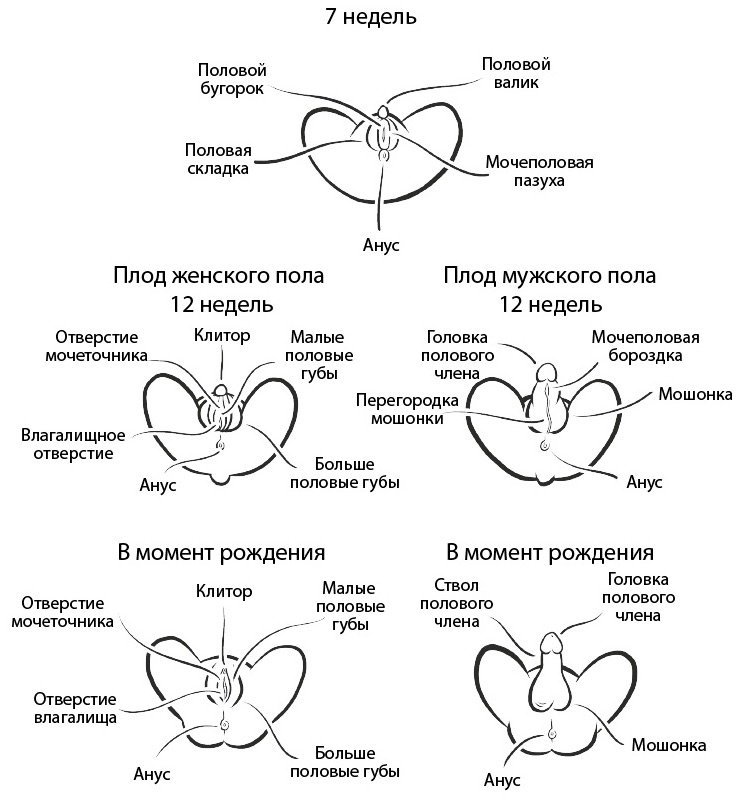 7 недель
Половой
бугорок
Половой
валик
Половая
складка
Мочеполовая
пазуха
Анус
Плод женского пола
12 недель
Плод мужского пола
12 недель
Отверстие
мочеточника
Клитор
Малые
половые
губы
Влагалищное
отверстие
Анус
Больше
половые губы
Головка
полового
члена
Мочеполовая
бороздка
Перегородка
мошонки
Мошонка
Анус
В момент рождения
В момент рождения
Отверстие
мочеточника
Клитор
Малые
половые
губы
Отверстие
влагалища
Анус
Больше
половые губы
Ствол
полового
члена
Головка
полового
члена
Мошонка
Анус